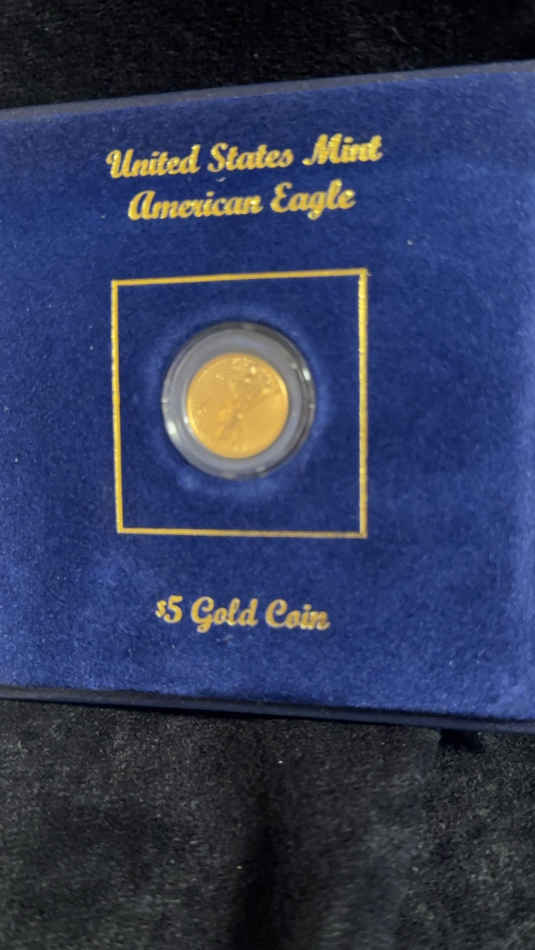 United States Mint
American Eagle
$5 Gold Coin